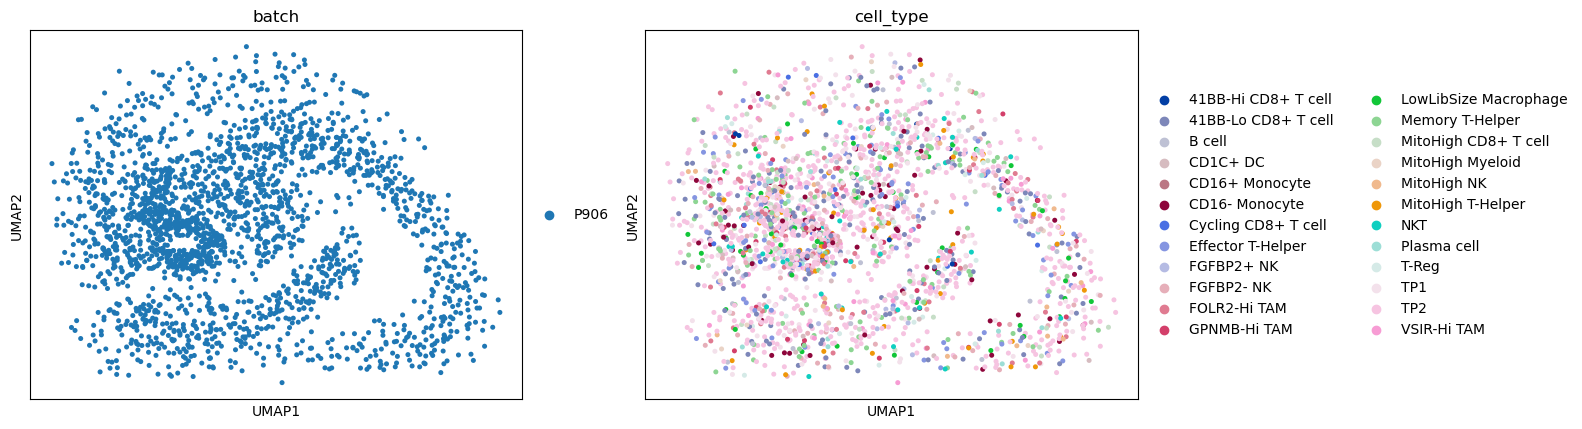 batch
UMAP2
UMAP1
P906
cell_type
UMAP2
UMAP1
41BB-Hi CD8+ T cell
41BB-Lo CD8+ T cell
B cell
CD1C+ DC
CD16+ Monocyte
CD16- Monocyte
Cycling CD8+ T cell
Effector T-Helper
FGFBP2+ NK
FGFBP2- NK
FOLR2-Hi TAM
GPNMB-Hi TAM
LowLibSize Macrophage
Memory T-Helper
MitoHigh CD8+ T cell
MitoHigh Myeloid
MitoHigh NK
MitoHigh T-Helper
NKT
Plasma cell
T-Reg
TP1
TP2
VSIR-Hi TAM